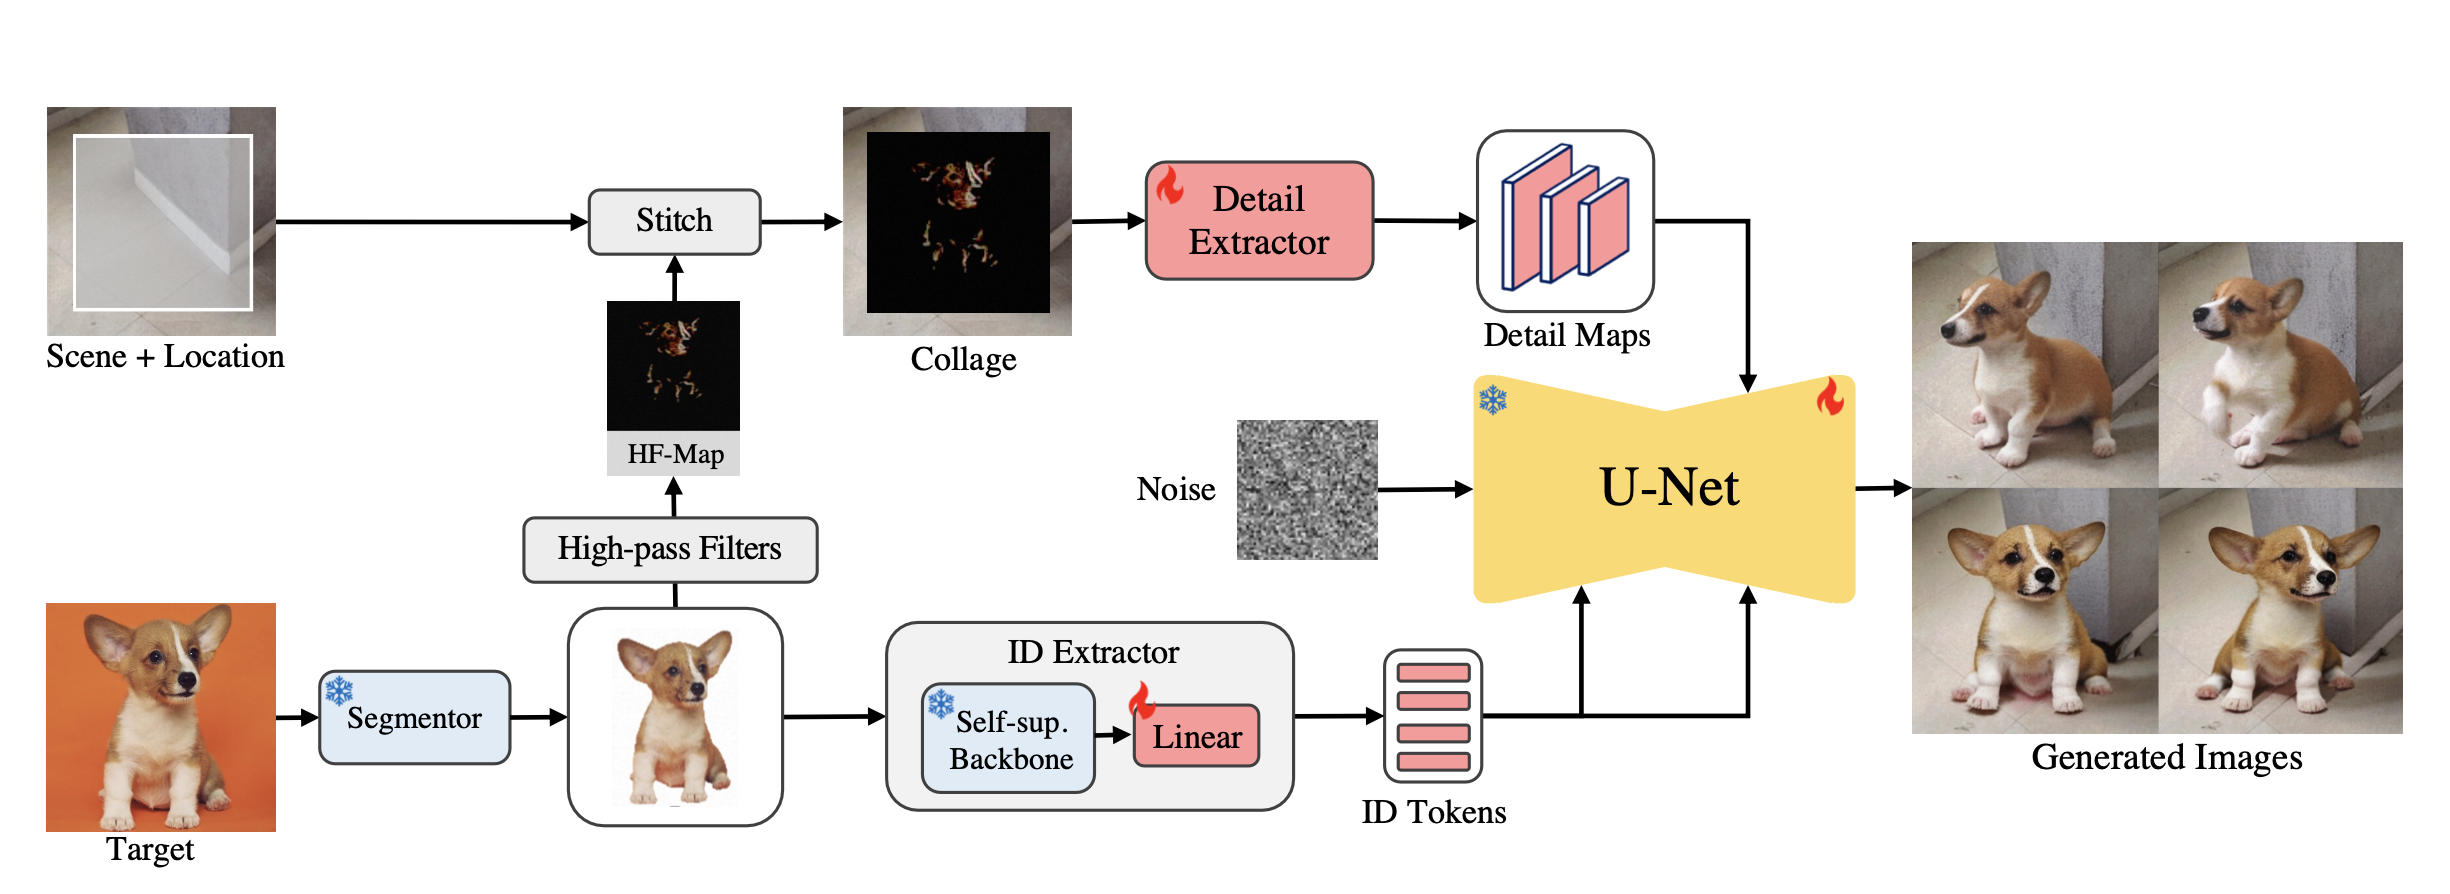 Scene + Location
Stitch
Collage
Detail
Extractor
Detail Maps
HF-Map
High-pass Filters
Noise
U-Net
Target
Segmentor
ID Extractor
Self-sup.
Backbone
Linear
ID Tokens
Generated Images